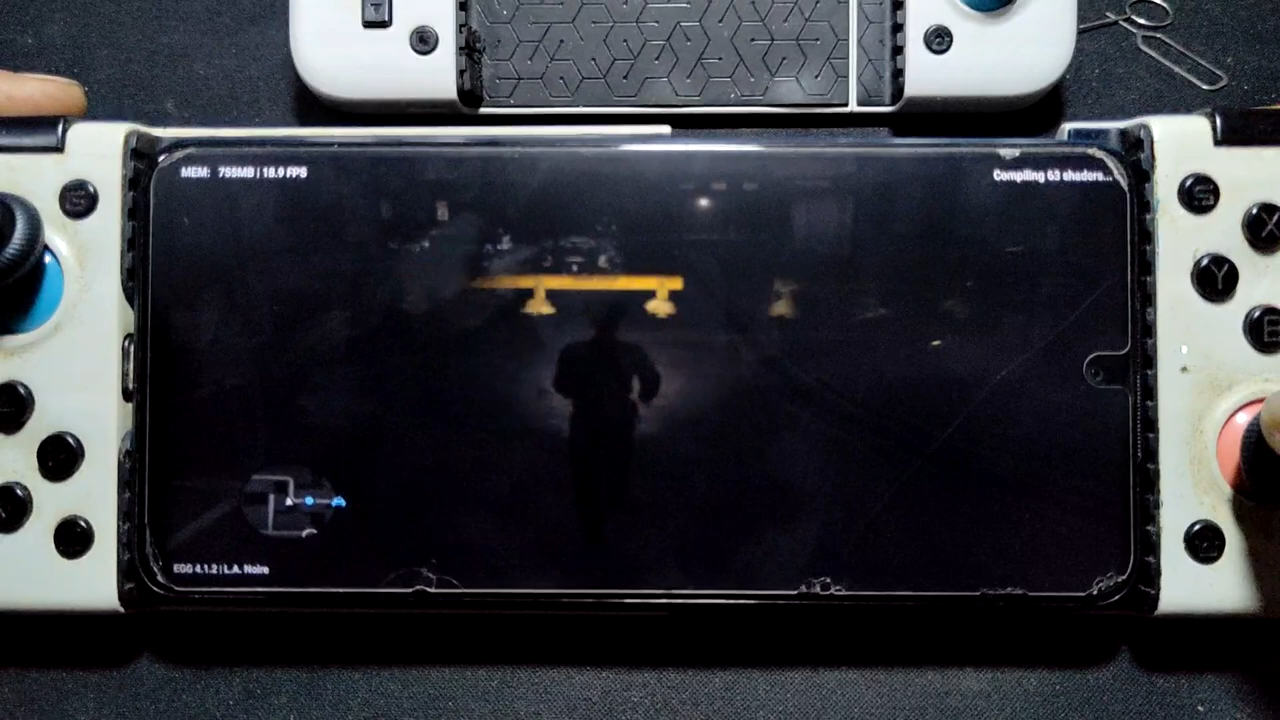 MEM: 755MB | 18.9 FPS
Compiling 63 shaders...
X
Y
EGG 4.1.2 | L.A. Noire